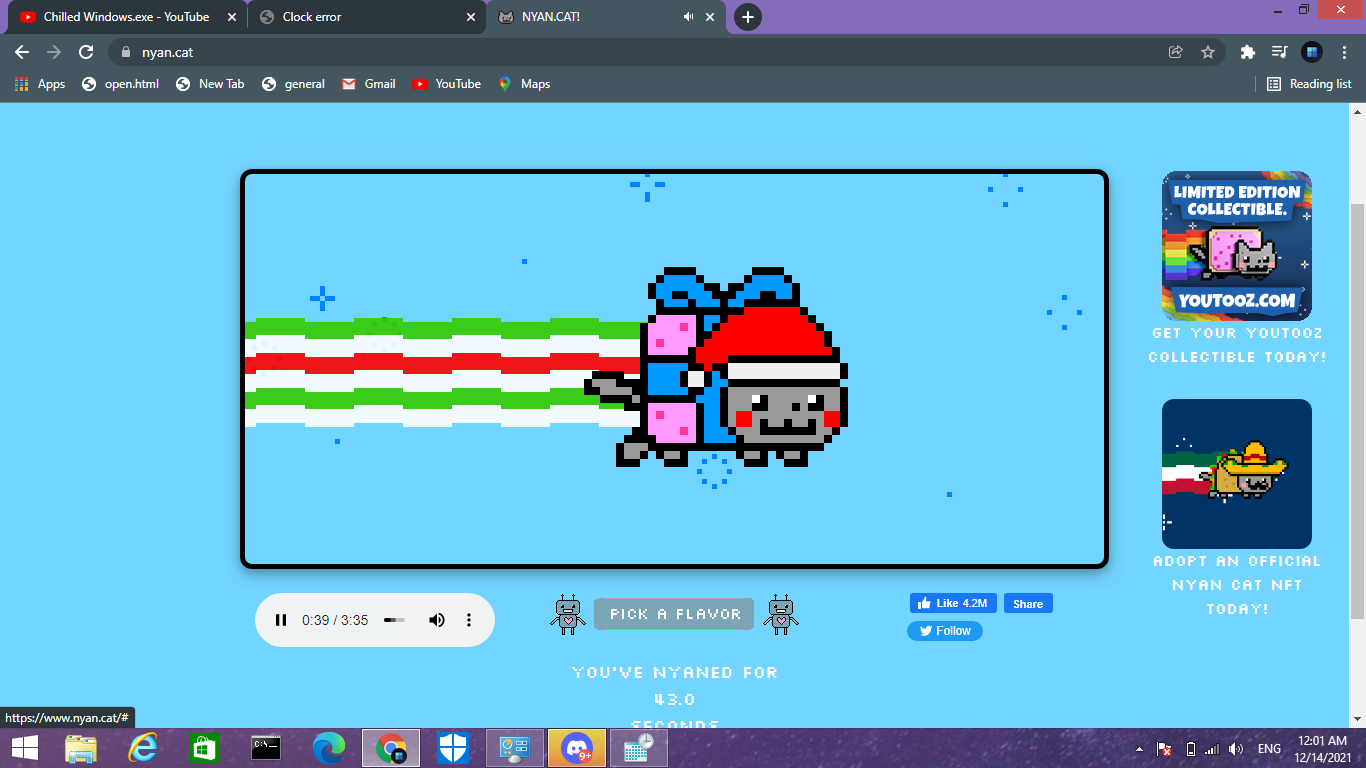 Chilled Windows.exe - YouTube
Clock error
NYAN.CAT!
nyan.cat
Apps
open.html
New Tab
general
Gmail
YouTube
Maps
Reading list
LIMITED EDITION
COLLECTIBLE.
YOUTOOZ.COM
GET YOUR YOUTOOZ
COLLECTIBLE TODAY!
ADOPT AN OFFICIAL
NYAN CAT NFT
TODAY!
0:39 / 3:35
PICK A FLAVOR
Like 4.2M
Share
Follow
YOU'VE NYANED FOR
43.0
SECONDS
https://www.nyan.cat/#
C:\_
9+
ENG
12:01 AM
12/14/2021